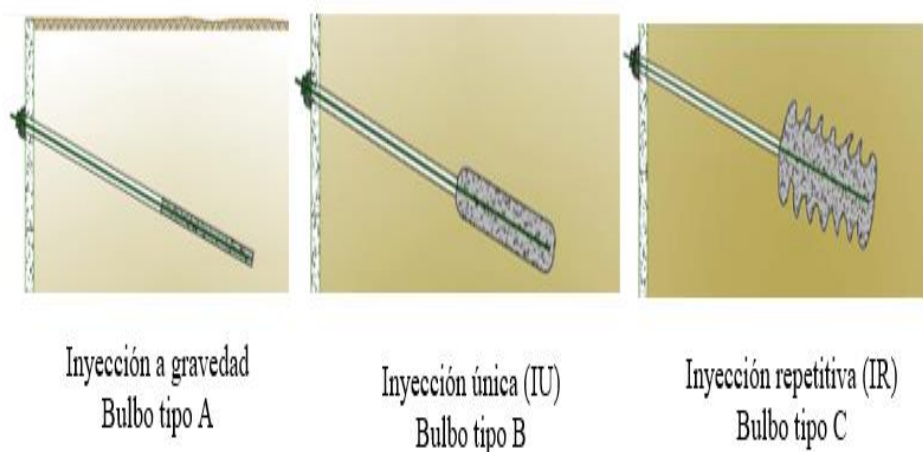 Inyección a gravedad
Bulbo tipo A
Inyección única (IU)
Bulbo tipo B
Inyección repetitiva (IR)
Bulbo tipo C